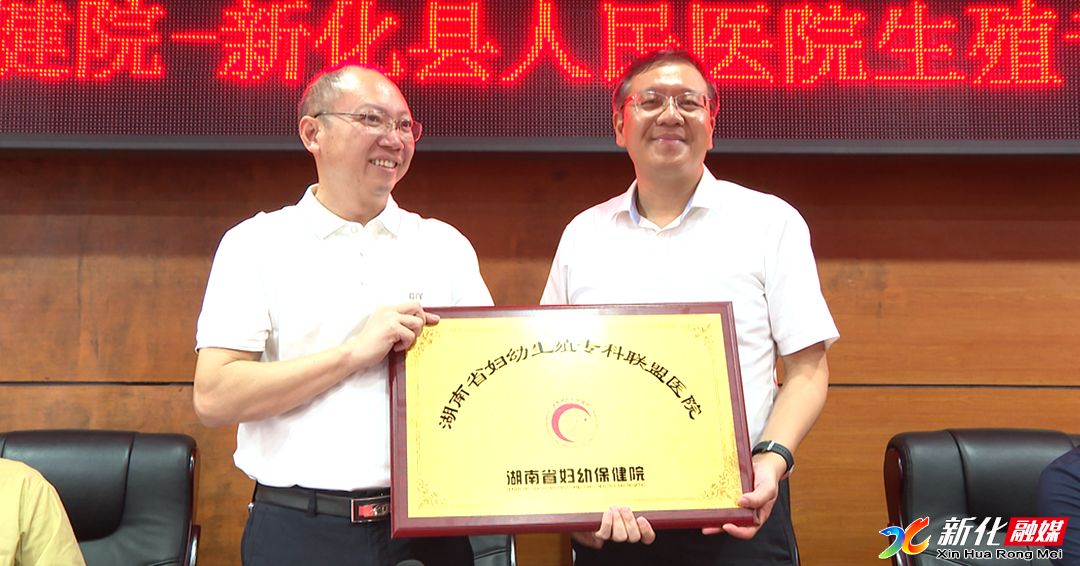 建院-新化县人民医院生殖
湖南省妇幼生殖专科联盟医院
湖南省妇幼保健院
新化融媒
Xin Hua Rong Mei